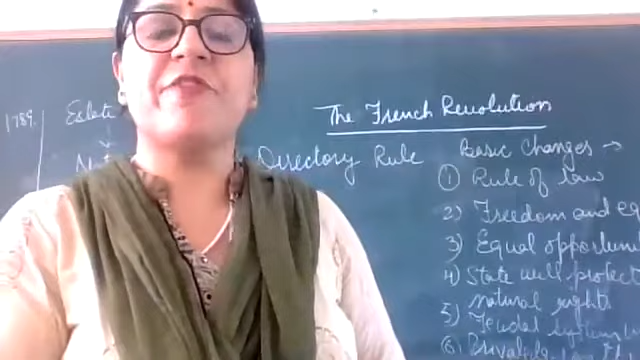 The French Revolution
1789. Estate
Directory Rule
Basic Changes →
① Rule of law
2) Freedom and eq
3) Equal opportuni
4) State will protect
natural rights
5) Feudal system
⑥